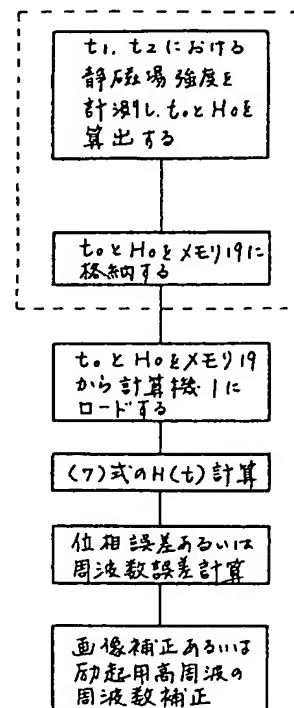 t₁. t₂における
静磁場強度を
計測し. t₀とH₀を
算出する
t₀とH₀をメモリ19に
格納する
t₀とH₀をメモリ19
から計算機1に
ロードする
(7)式のH(t)計算
位相誤差あるいは
周波数誤差計算
画像補正あるいは
励起用高周波の
周波数補正